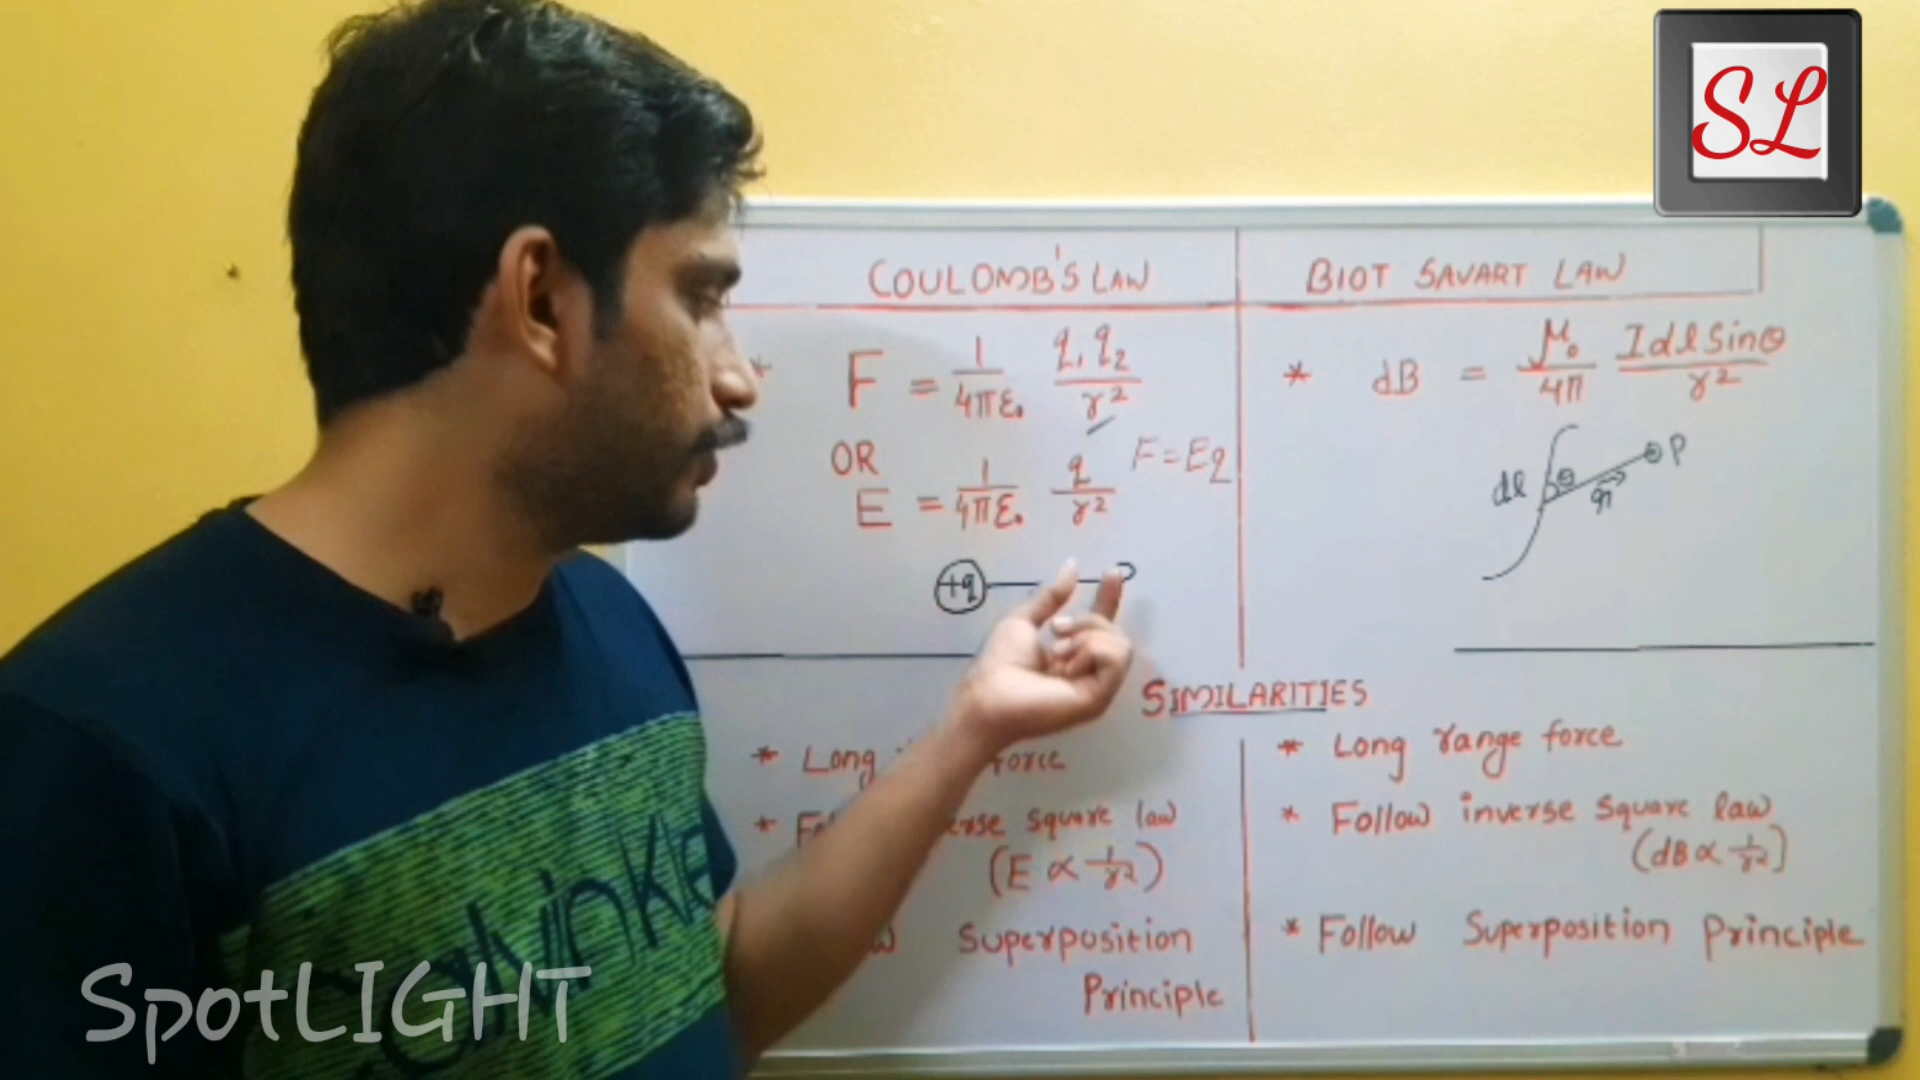 SL
COULOMB'S LAW
BIOT SAVART LAW
* F = 1/4πε₀ q₁q₂/r²
* dB = μ₀/4π Idl Sinθ/r²
OR
F = Eq
E = 1/4πε₀ q/r²
dl θ r P
+q
SIMILARITIES
* Long force
* Long range force
* square law
(E ∝ 1/r²)
* Follow inverse square law
(dB ∝ 1/r²)
Superposition
Principle
* Follow Superposition Principle
CalvinKle
SpotLIGHT